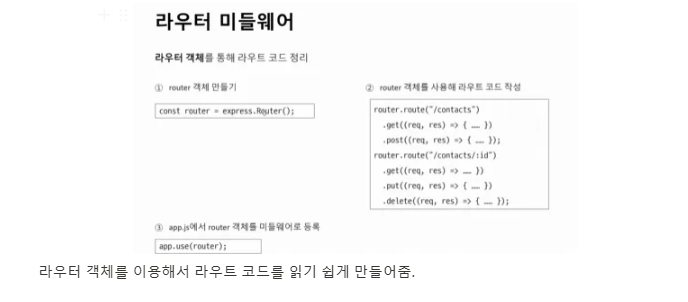 라우터 미들웨어
라우터 객체를 통해 라우트 코드 정리
① router 객체 만들기
const router = express.Router();
② router 객체를 사용해 라우트 코드 작성
router.route("/contacts")
.get((req, res) => { …. })
.post((req, res) => { …. });
router.route("/contacts/:id")
.get((req, res) => …. })
.put((req, res) => { …. })
.delete((req, res) => { …. });
③ app.js에서 router 객체를 미들웨어로 등록
app.use(router);
라우터 객체를 이용해서 라우트 코드를 읽기 쉽게 만들어줌.